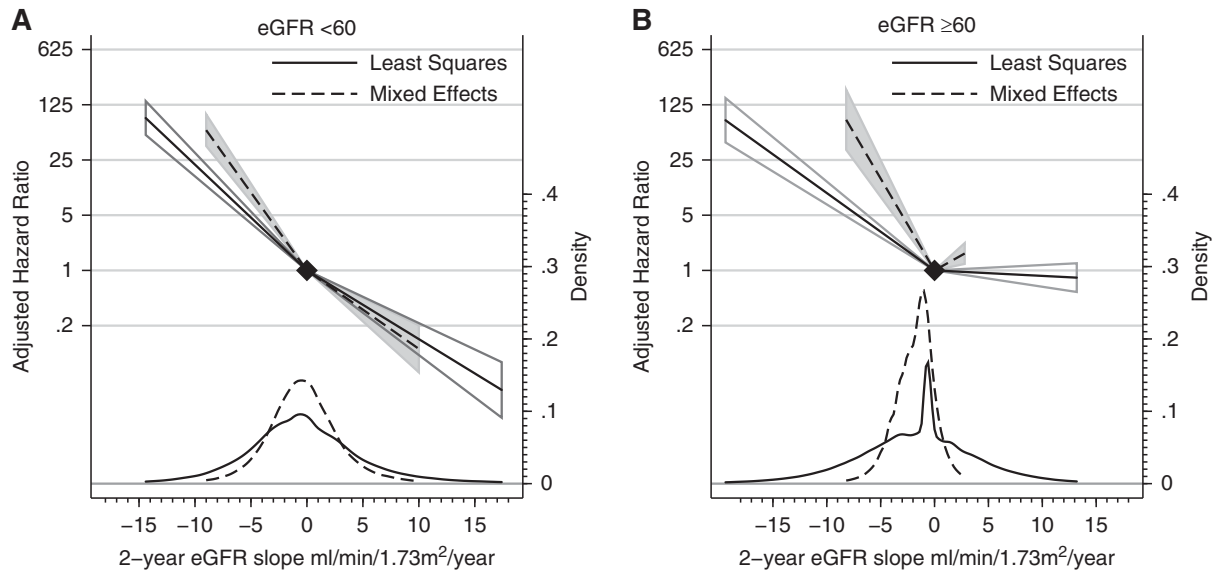 A
eGFR <60
625
125
25
5
1
.2
Adjusted Hazard Ratio
Least Squares
Mixed Effects
.4
.3
.2
.1
0
Density
−15 −10 −5 0 5 10 15
2−year eGFR slope ml/min/1.73m²/year
B
eGFR ≥60
625
125
25
5
1
.2
Adjusted Hazard Ratio
Least Squares
Mixed Effects
.4
.3
.2
.1
0
Density
−15 −10 −5 0 5 10 15
2−year eGFR slope ml/min/1.73m²/year